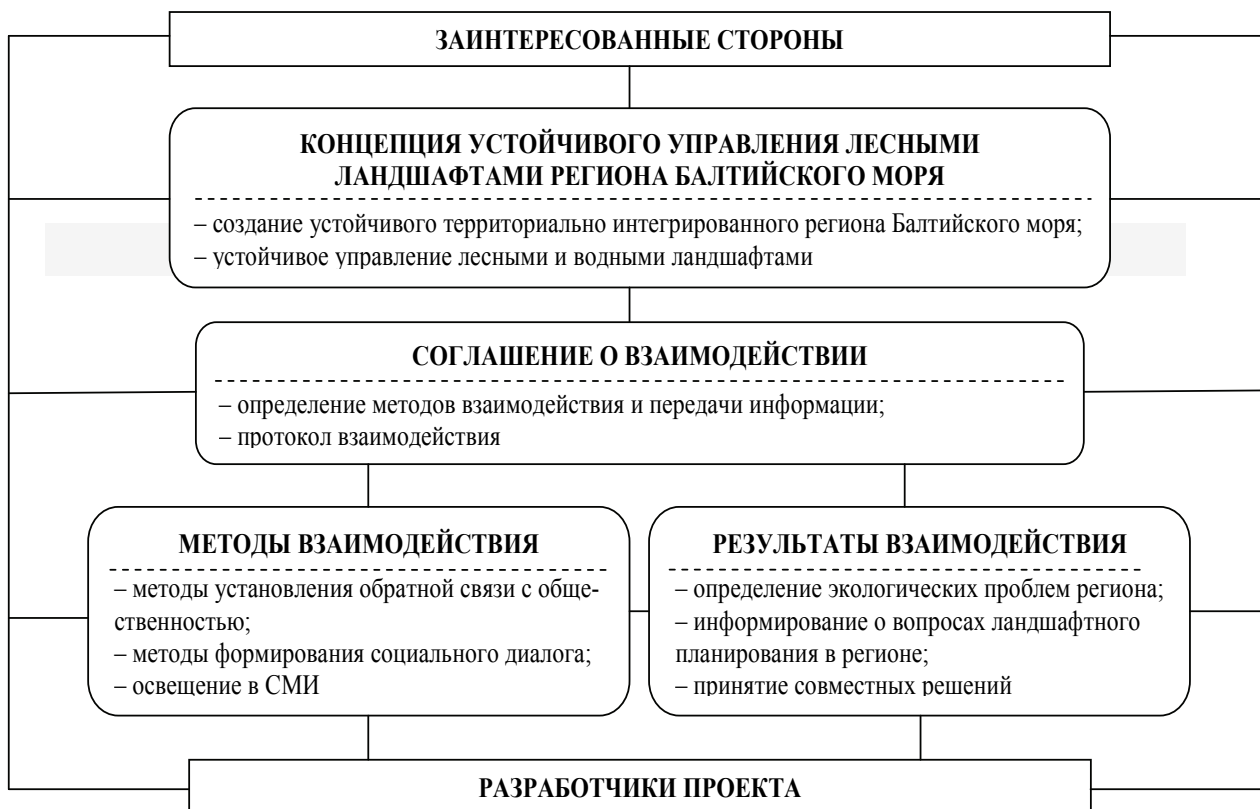 ЗАИНТЕРЕСОВАННЫЕ СТОРОНЫ
КОНЦЕПЦИЯ УСТОЙЧИВОГО УПРАВЛЕНИЯ ЛЕСНЫМИ
ЛАНДШАФТАМИ РЕГИОНА БАЛТИЙСКОГО МОРЯ
– создание устойчивого территориально интегрированного региона Балтийского моря;
– устойчивое управление лесными и водными ландшафтами
СОГЛАШЕНИЕ О ВЗАИМОДЕЙСТВИИ
– определение методов взаимодействия и передачи информации;
– протокол взаимодействия
МЕТОДЫ ВЗАИМОДЕЙСТВИЯ
– методы установления обратной связи с обще-
ственностью;
– методы формирования социального диалога;
– освещение в СМИ
РЕЗУЛЬТАТЫ ВЗАИМОДЕЙСТВИЯ
– определение экологических проблем региона;
– информирование о вопросах ландшафтного
планирования в регионе;
– принятие совместных решений
РАЗРАБОТЧИКИ ПРОЕКТА